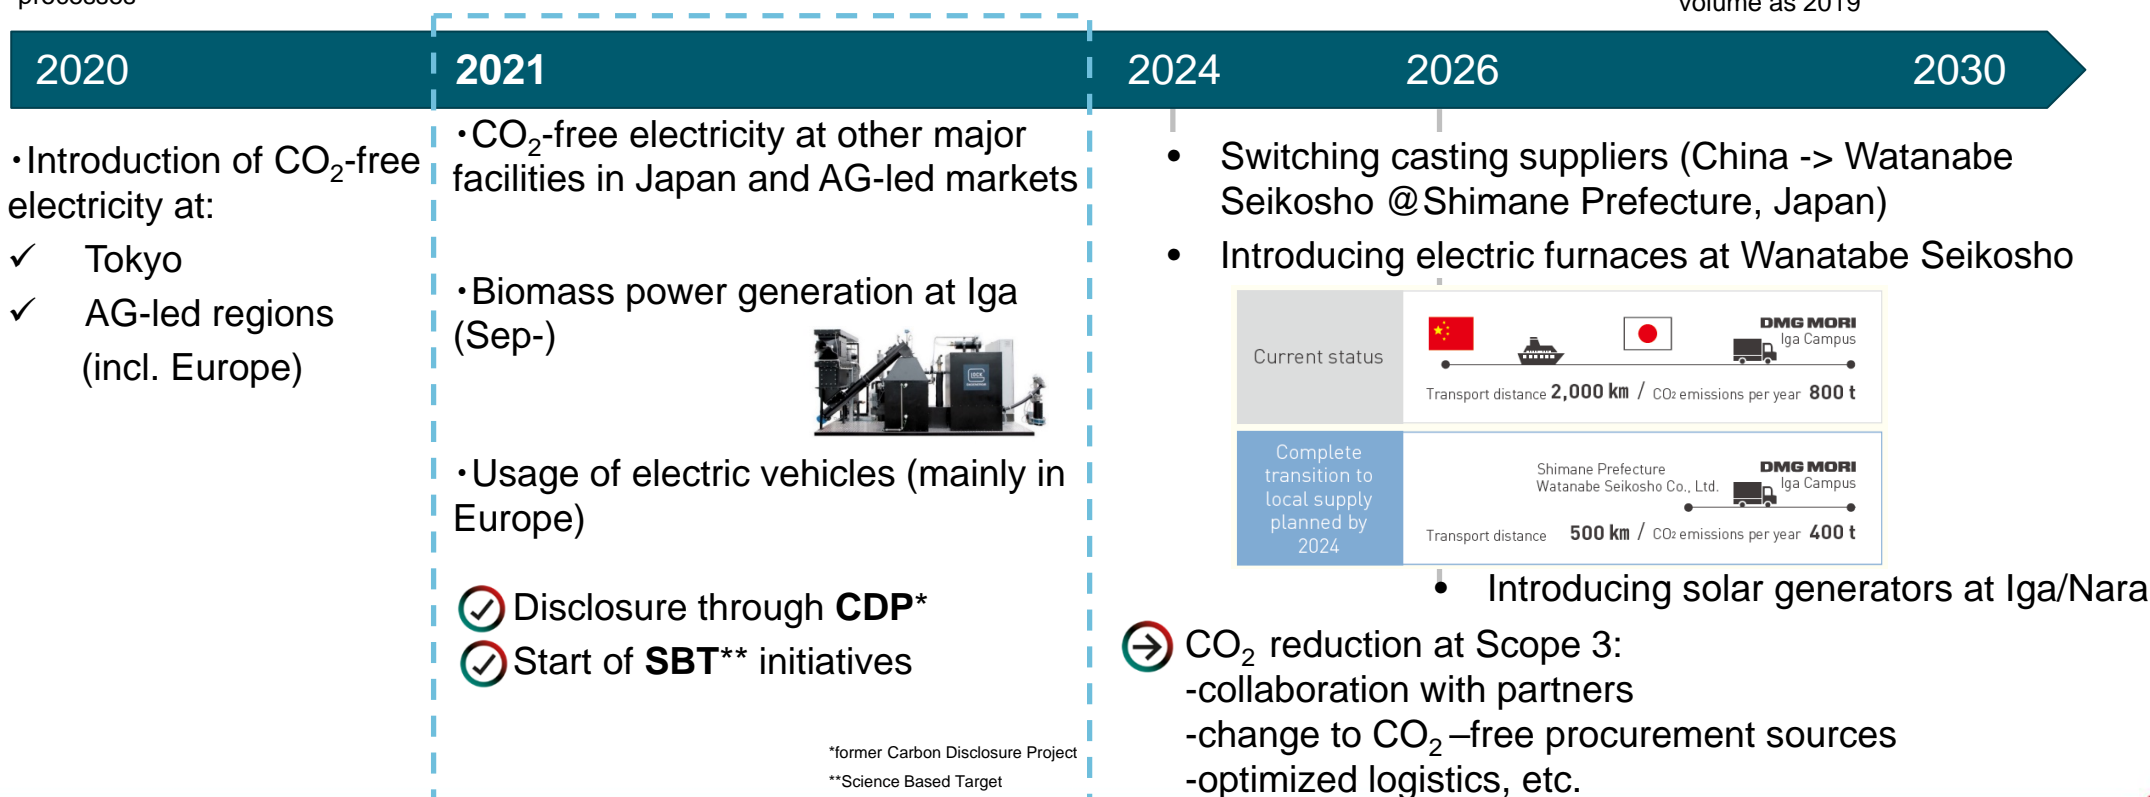 processes
volume as 2019
2020
2021
2024
2026
2030
・Introduction of CO₂-free
electricity at:
✓ Tokyo
✓ AG-led regions
(incl. Europe)
・CO₂-free electricity at other major
facilities in Japan and AG-led markets
・Biomass power generation at Iga
(Sep-)
・Usage of electric vehicles (mainly in
Europe)
Disclosure through CDP*
Start of SBT** initiatives
*former Carbon Disclosure Project
**Science Based Target
• Switching casting suppliers (China -> Watanabe
Seikosho @Shimane Prefecture, Japan)
• Introducing electric furnaces at Wanatabe Seikosho
Current status
DMG MORI
Iga Campus
Transport distance 2,000 km / CO₂ emissions per year 800 t
Complete
transition to
local supply
planned by
2024
Shimane Prefecture
Watanabe Seikosho Co., Ltd.
DMG MORI
Iga Campus
Transport distance 500 km / CO₂ emissions per year 400 t
• Introducing solar generators at Iga/Nara
CO₂ reduction at Scope 3:
-collaboration with partners
-change to CO₂ –free procurement sources
-optimized logistics, etc.